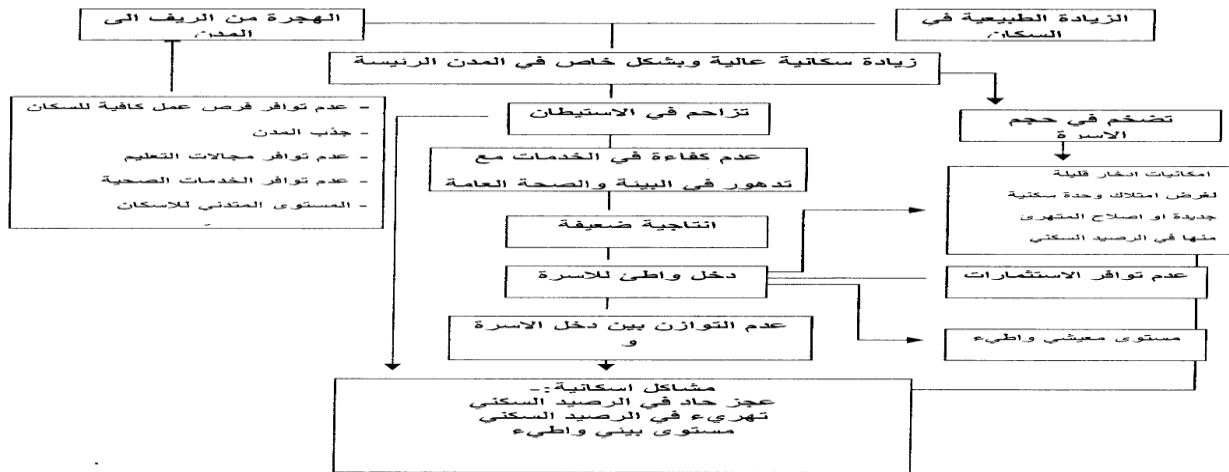 الزيادة الطبيعية في
السكان
الهجرة من الريف الى
المدن
زيادة سكانية عالية وبشكل خاص في المدن الرئيسة
- عدم توافر فرص عمل كافية للسكان
- جذب المدن
- عدم توافر مجالات التعليم
- عدم توافر الخدمات الصحية
- المستوى المتدني للاسكان
تزاحم في الاستيطان
تضخم في حجم
الاسرة
عدم كفاءة في الخدمات مع
تدهور في البيئة والصحة العامة
امكانيات ادخار قليلة
لغرض امتلاك وحدة سكنية
جديدة او اصلاح المتهرئ
منها في الرصيد السكني
انتاجية ضعيفة
دخل واطئ للاسرة
عدم توافر الاستثمارات
عدم التوازن بين دخل الاسرة
و
مستوى معيشي واطيء
مشاكل اسكانية:-
عجز حاد في الرصيد السكني
تهريء في الرصيد السكني
مستوى بيئي واطيء